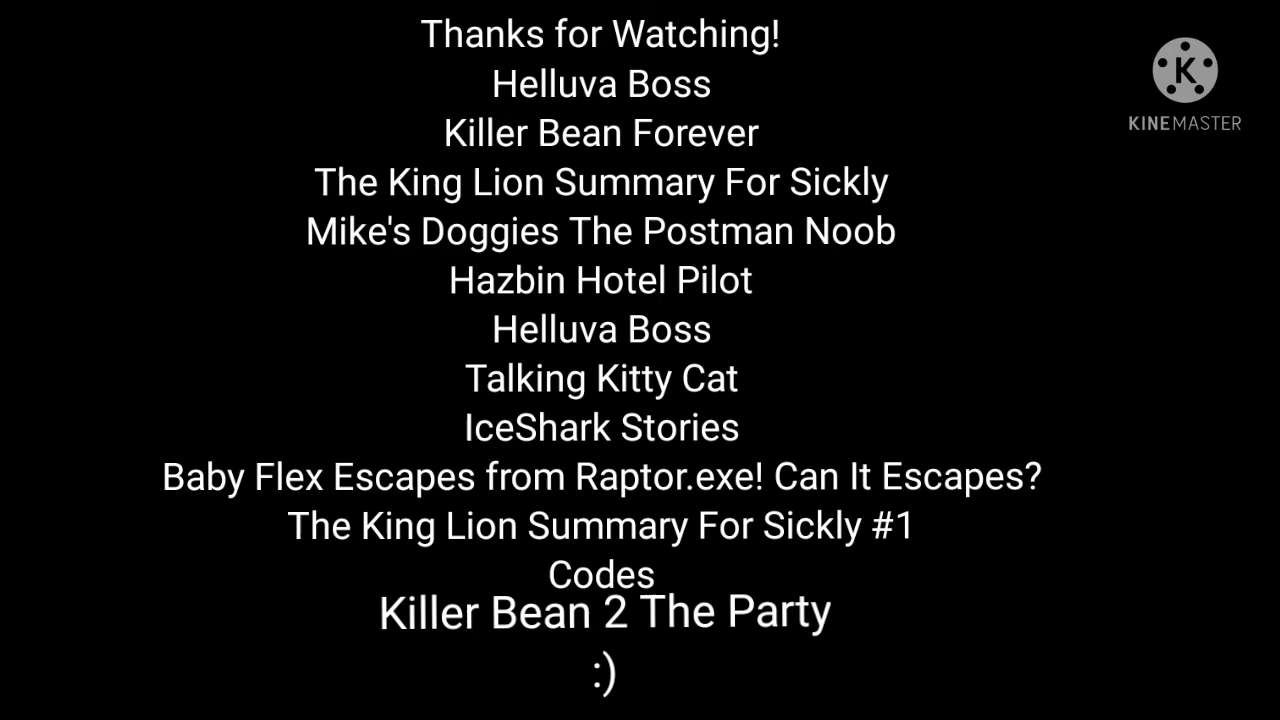 Thanks for Watching!
Helluva Boss
Killer Bean Forever
The King Lion Summary For Sickly
Mike's Doggies The Postman Noob
Hazbin Hotel Pilot
Helluva Boss
Talking Kitty Cat
IceShark Stories
Baby Flex Escapes from Raptor.exe! Can It Escapes?
The King Lion Summary For Sickly #1
Codes
Killer Bean 2 The Party
:)
K
KINEMASTER